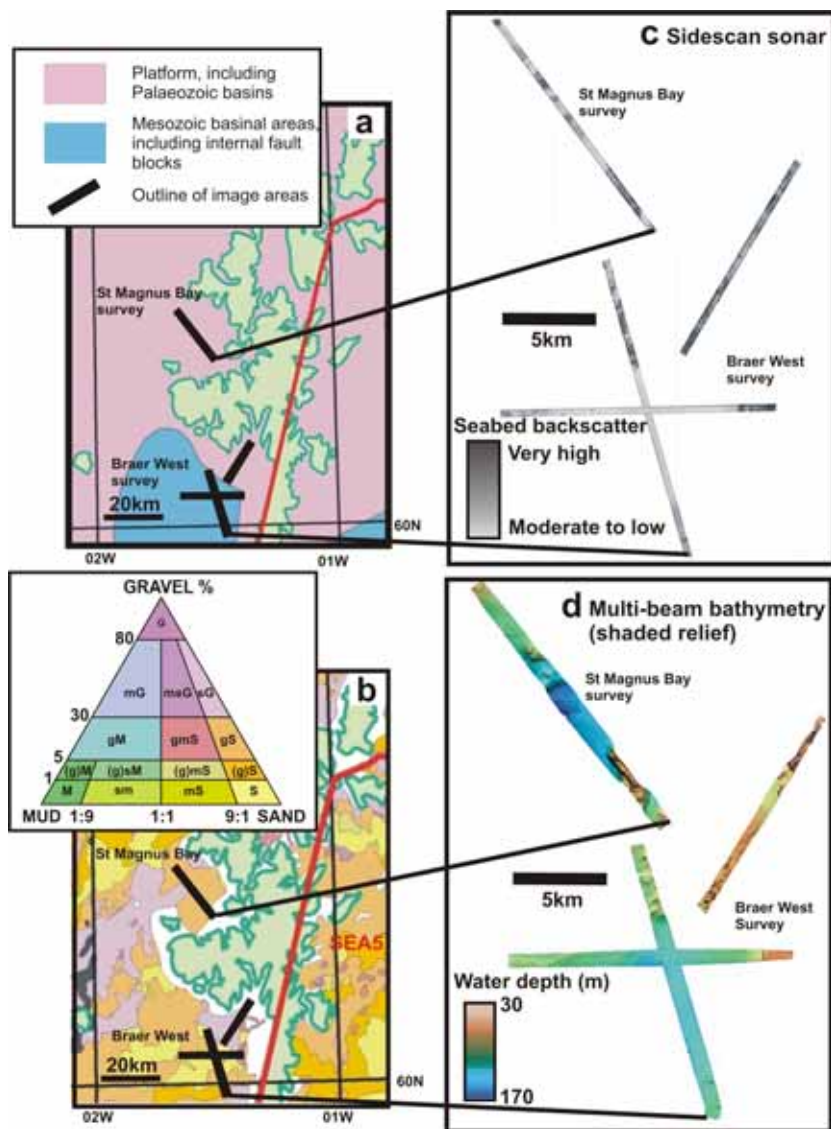 Platform, including
Palaeozoic basins
Mesozoic basinal areas,
including internal fault
blocks
Outline of image areas
a
St Magnus Bay
survey
Braer West
survey
20km
60N
02W
01W
c Sidescan sonar
St Magnus Bay
survey
5km
Braer West
survey
Seabed backscatter
Very high
Moderate to low
GRAVEL %
G
80
mG
msG
sG
30
gM
gmS
gS
5
(g)M
(g)sM
(g)mS
(g)S
1
M
sm
mS
S
MUD 1:9 1:1 9:1 SAND
b
St Magnus Bay
SEA5
Braer West
20km
60N
02W
01W
d Multi-beam bathymetry
(shaded relief)
St Magnus Bay
survey
5km
Braer West
Survey
Water depth (m)
30
170